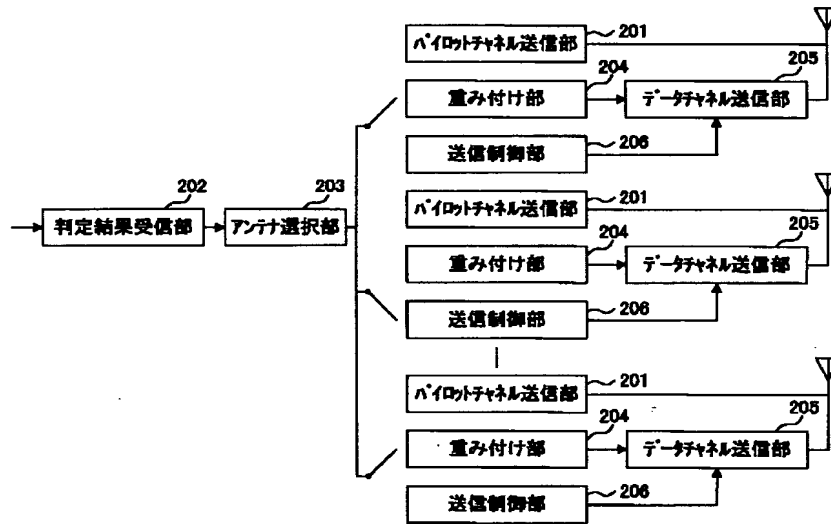 201
パイロットチャネル送信部
204
205
重み付け部
データチャネル送信部
206
送信制御部
202
203
判定結果受信部
アンテナ選択部
201
パイロットチャネル送信部
204
205
重み付け部
データチャネル送信部
206
送信制御部
201
パイロットチャネル送信部
204
205
重み付け部
データチャネル送信部
206
送信制御部